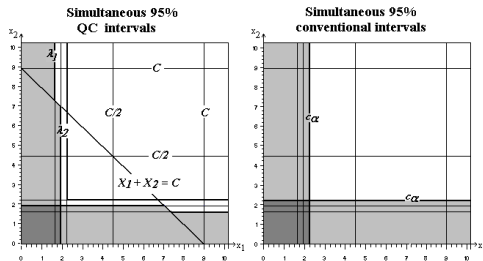 Simultaneous 95%
QC intervals
Simultaneous 95%
conventional intervals
x2
10
9
8
7
6
5
4
3
2
1
0
λ1
λ2
C
C/2
C
C/2
X1 + X2 = C
0 1 2 3 4 5 6 7 8 9 10
x1
x2
10
9
8
7
6
5
4
3
2
1
0
cα
cα
0 1 2 3 4 5 6 7 8 9 10
x1